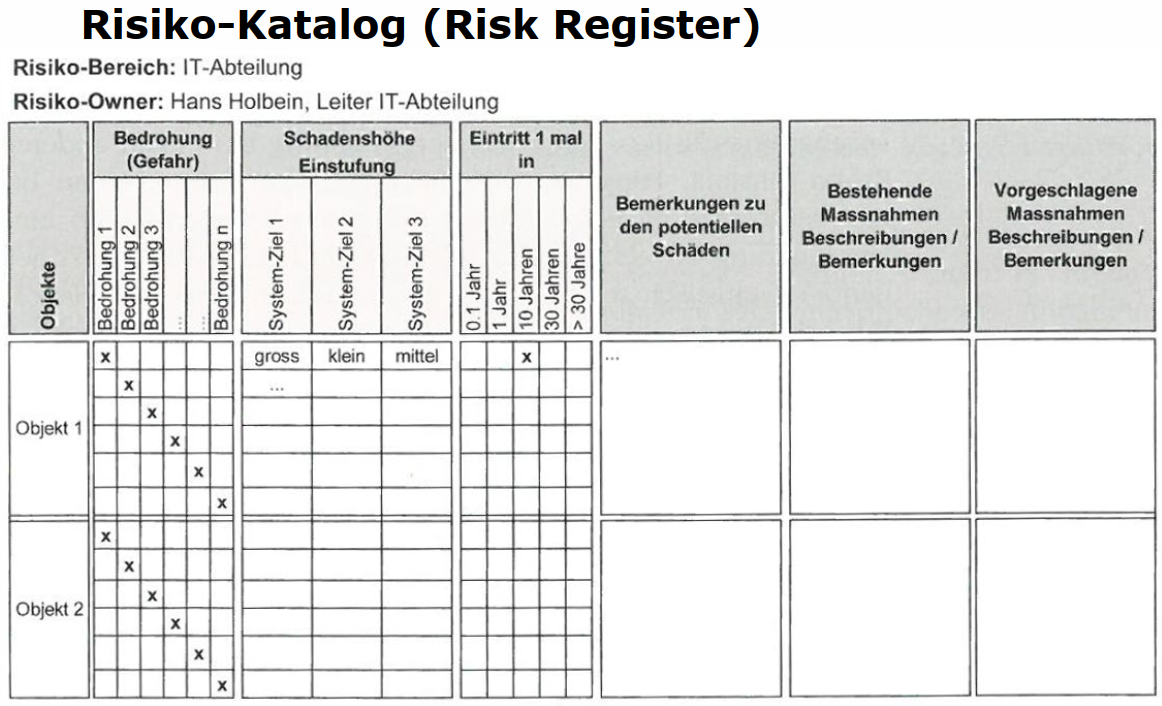 Risiko-Katalog (Risk Register)
Risiko-Bereich: IT-Abteilung
Risiko-Owner: Hans Holbein, Leiter IT-Abteilung
Objekte
Bedrohung
(Gefahr)
Bedrohung 1
Bedrohung 2
Bedrohung 3
...
...
Bedrohung n
Schadenshöhe
Einstufung
System-Ziel 1
System-Ziel 2
System-Ziel 3
Eintritt 1 mal
in
0.1 Jahr
1 Jahr
10 Jahren
30 Jahren
> 30 Jahre
Bemerkungen zu
den potentiellen
Schäden
Bestehende
Massnahmen
Beschreibungen /
Bemerkungen
Vorgeschlagene
Massnahmen
Beschreibungen /
Bemerkungen
Objekt 1
x gross klein mittel x ...
x ...
x
x
x
x
Objekt 2
x
x
x
x
x
x